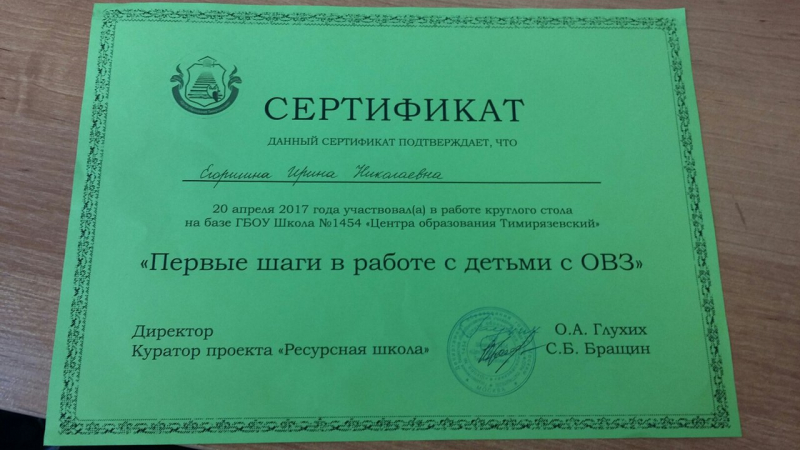 СЕРТИФИКАТ
ДАННЫЙ СЕРТИФИКАТ ПОДТВЕРЖДАЕТ, ЧТО
Ирина Николаевна
20 апреля 2017 года участвовал(а) в работе круглого стола
на базе ГБОУ Школа №1454 «Центра образования Тимирязевский»
«Первые шаги в работе с детьми с ОВЗ»
Директор О.А. Глухих
Куратор проекта «Ресурсная школа» С.Б. Бращин